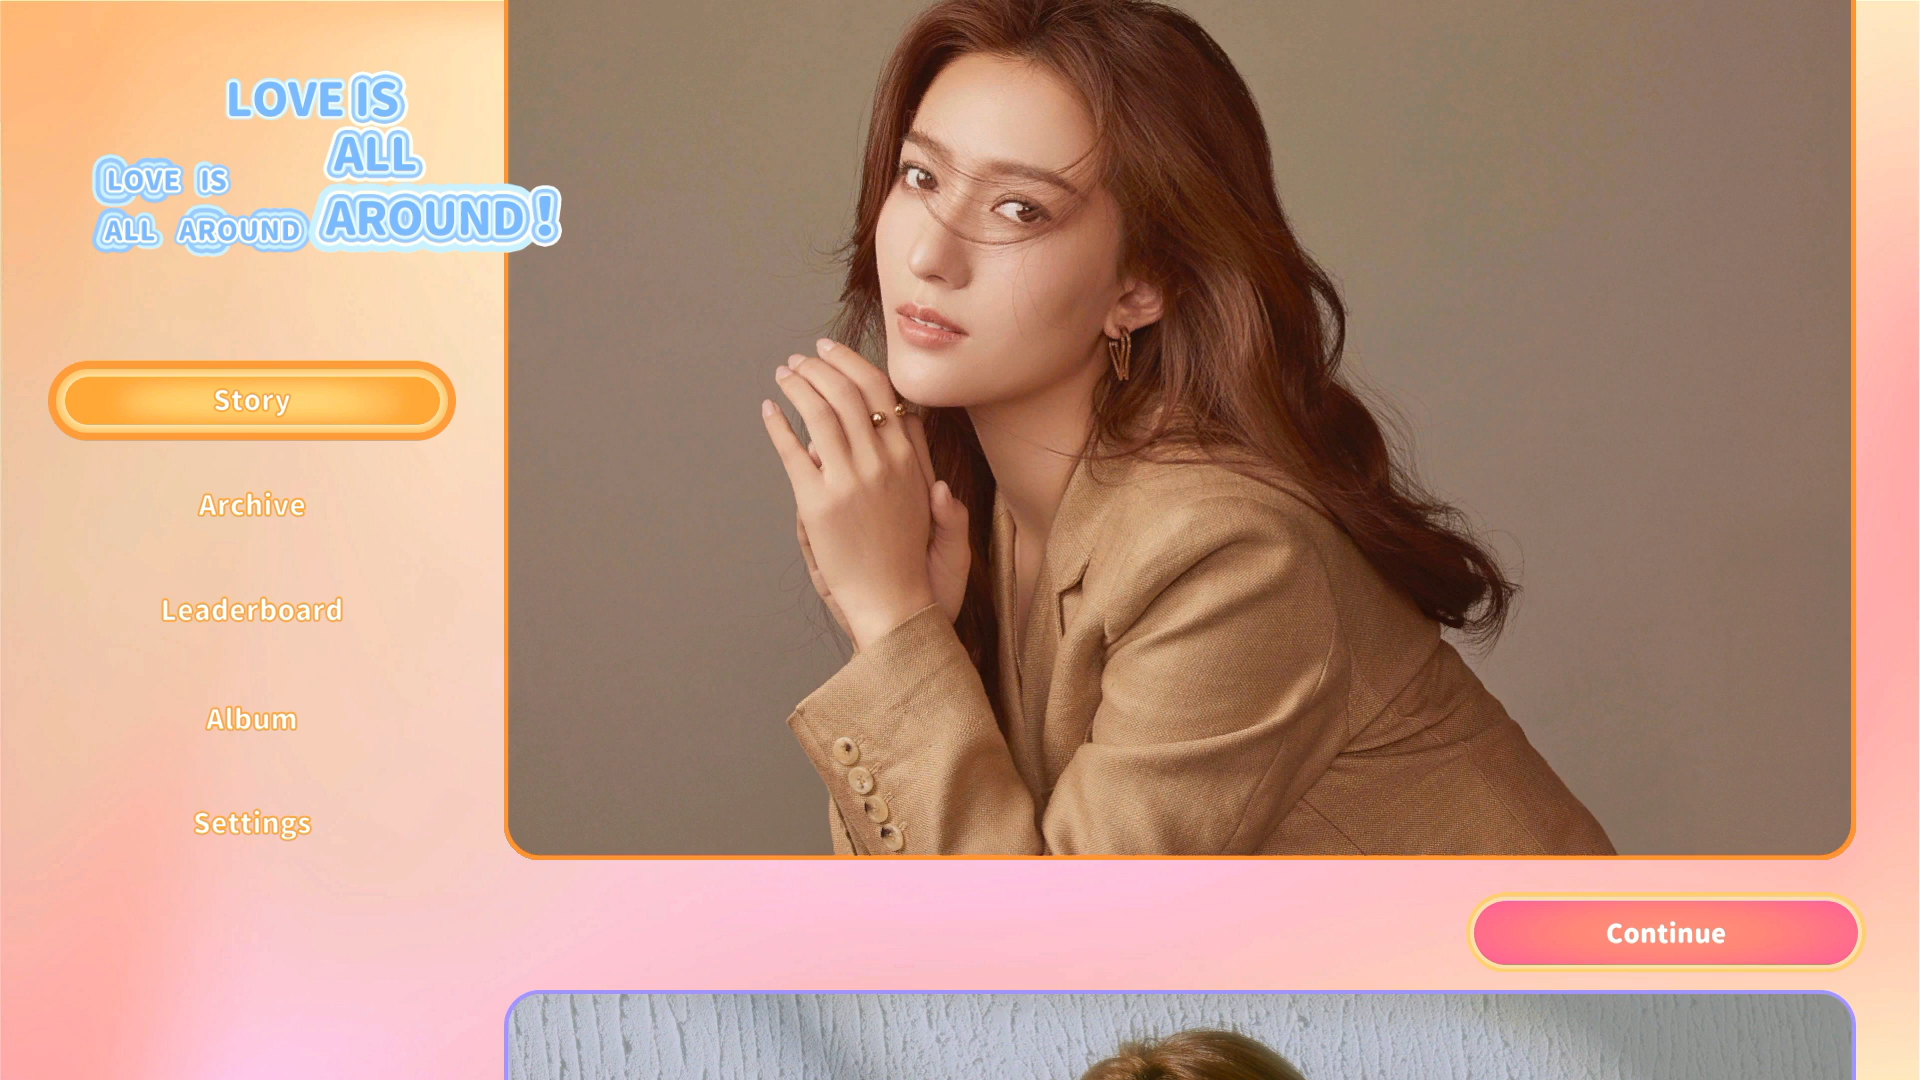 LOVE IS
ALL
AROUND!
LOVE IS
ALL AROUND
Story
Archive
Leaderboard
Album
Settings
Continue